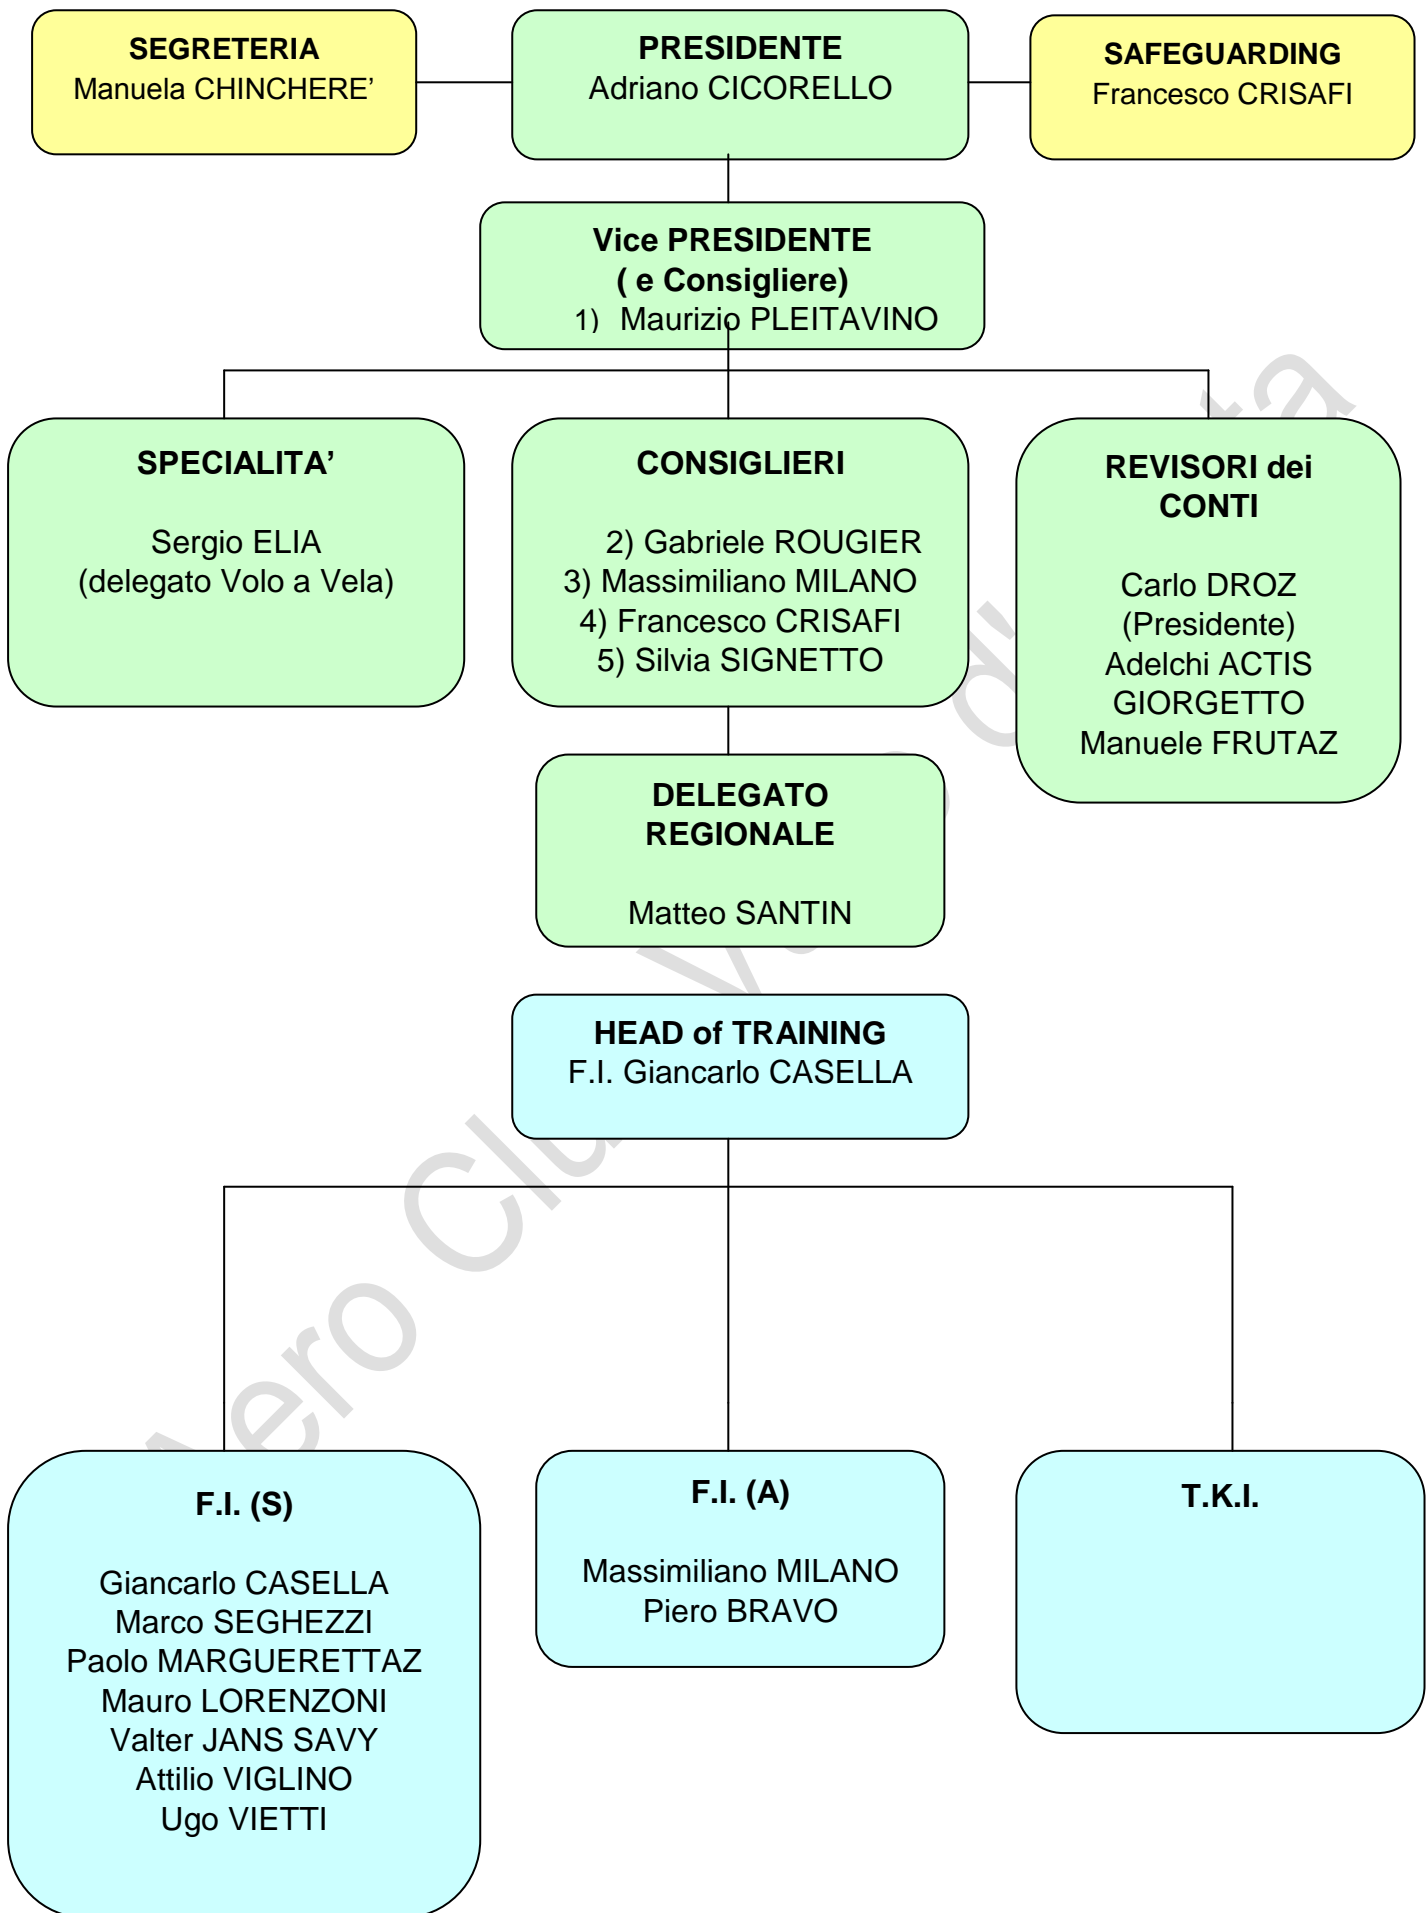 SEGRETERIA
Manuela CHINCHERE’
PRESIDENTE
Adriano CICORELLO
SAFEGUARDING
Francesco CRISAFI
Vice PRESIDENTE
( e Consigliere)
1) Maurizio PLEITAVINO
SPECIALITA’
Sergio ELIA
(delegato Volo a Vela)
CONSIGLIERI
2) Gabriele ROUGIER
3) Massimiliano MILANO
4) Francesco CRISAFI
5) Silvia SIGNETTO
REVISORI dei
CONTI
Carlo DROZ
(Presidente)
Adelchi ACTIS
GIORGETTO
Manuele FRUTAZ
DELEGATO
REGIONALE
Matteo SANTIN
HEAD of TRAINING
F.I. Giancarlo CASELLA
F.I. (S)
Giancarlo CASELLA
Marco SEGHEZZI
Paolo MARGUERETTAZ
Mauro LORENZONI
Valter JANS SAVY
Attilio VIGLINO
Ugo VIETTI
F.I. (A)
Massimiliano MILANO
Piero BRAVO
T.K.I.